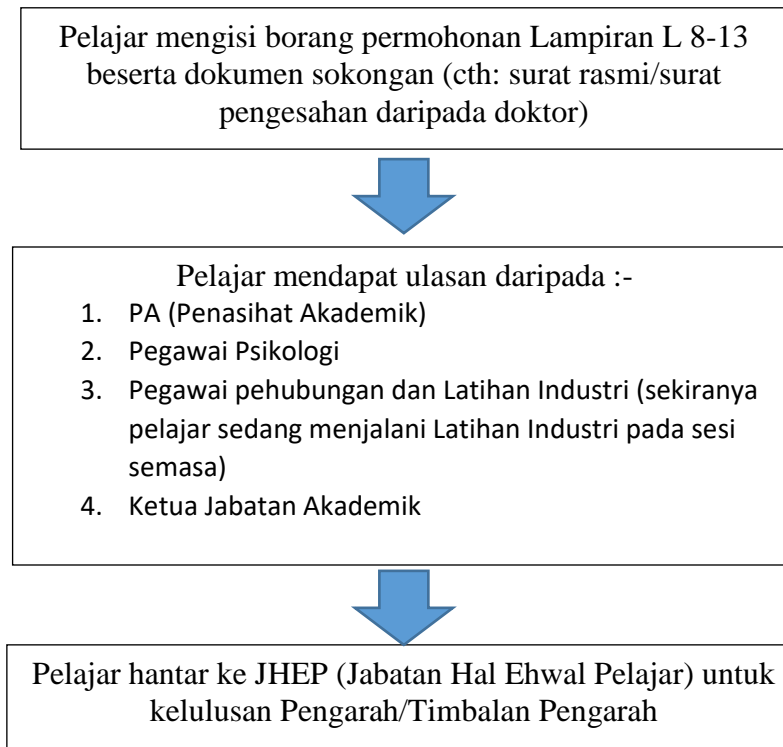 Pelajar mengisi borang permohonan Lampiran L 8-13
beserta dokumen sokongan (cth: surat rasmi/surat
pengesahan daripada doktor)
Pelajar mendapat ulasan daripada :-
1. PA (Penasihat Akademik)
2. Pegawai Psikologi
3. Pegawai pehubungan dan Latihan Industri (sekiranya
pelajar sedang menjalani Latihan Industri pada sesi
semasa)
4. Ketua Jabatan Akademik
Pelajar hantar ke JHEP (Jabatan Hal Ehwal Pelajar) untuk
kelulusan Pengarah/Timbalan Pengarah